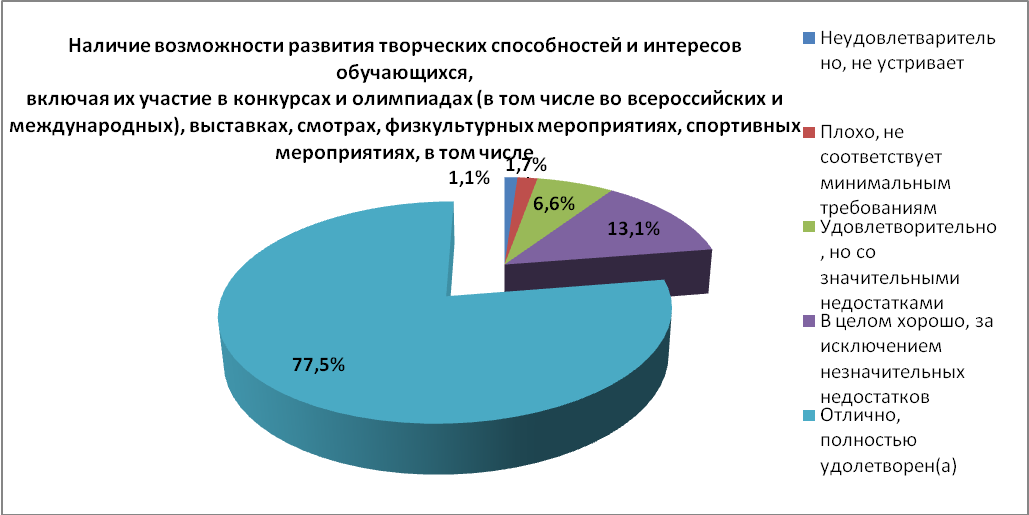 Наличие возможности развития творческих способностей и интересов
обучающихся,
включая их участие в конкурсах и олимпиадах (в том числе во всероссийских и
международных), выставках, смотрах, физкультурных мероприятиях, спортивных
мероприятиях, в том числе
1,1%
1,7%
6,6%
13,1%
77,5%
Неудовлетваритель
но, не устривает
Плохо, не
соответствует
минимальным
требованиям
Удовлетворительно
, но со
значительными
недостатками
В целом хорошо, за
исключением
незначительных
недостатков
Отлично,
полностью
удолетворен(а)